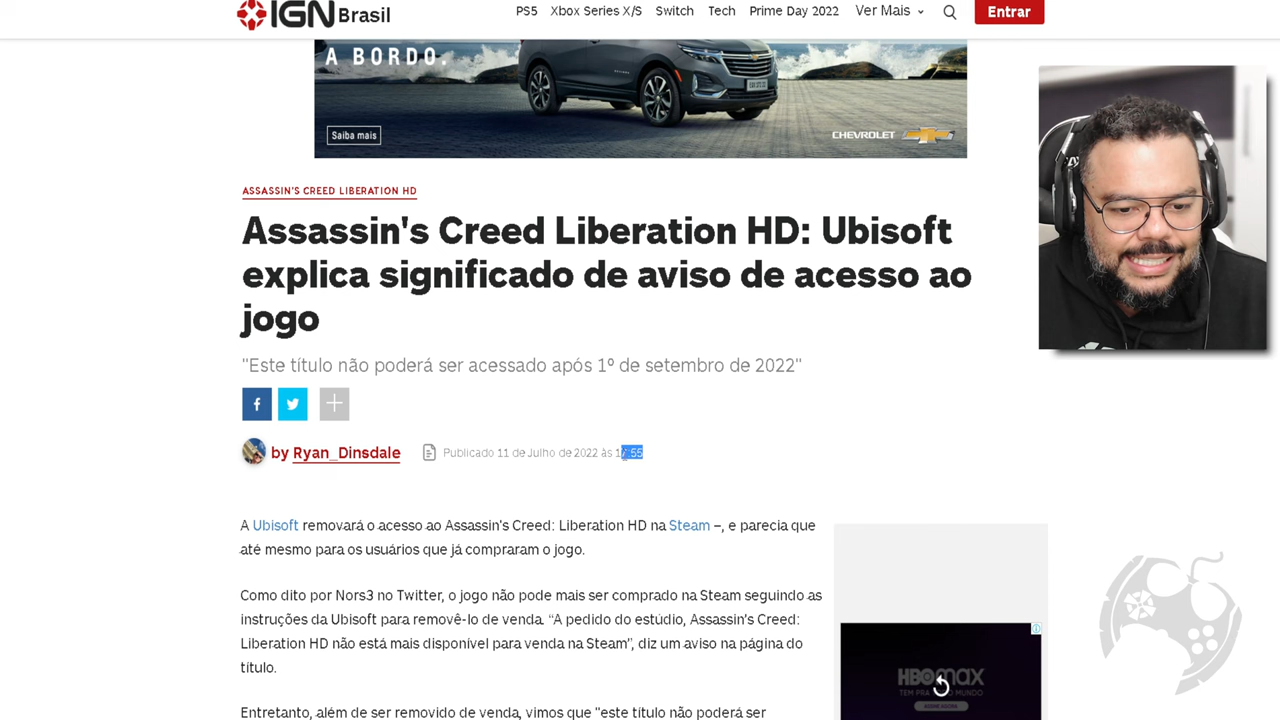 IGN Brasil
PS5 Xbox Series X/S Switch Tech Prime Day 2022 Ver Mais Entrar
A BORDO.
Saiba mais
CHEVROLET
ASSASSIN'S CREED LIBERATION HD
Assassin's Creed Liberation HD: Ubisoft
explica significado de aviso de acesso ao
jogo
"Este título não poderá ser acessado após 1º de setembro de 2022"
by Ryan_Dinsdale
Publicado 11 de Julho de 2022 às
A Ubisoft removará o acesso ao Assassin's Creed: Liberation HD na Steam –, e parecia que
até mesmo para os usuários que já compraram o jogo.
Como dito por Nors3 no Twitter, o jogo não pode mais ser comprado na Steam seguindo as
instruções da Ubisoft para removê-lo de venda. “A pedido do estúdio, Assassin's Creed:
Liberation HD não está mais disponível para venda na Steam”, diz um aviso na página do
título.
HBOMAX
TEM PRA TODO MUNDO
ASSINE AGORA
Entretanto, além de ser removido de venda, vimos que "este título não poderá ser